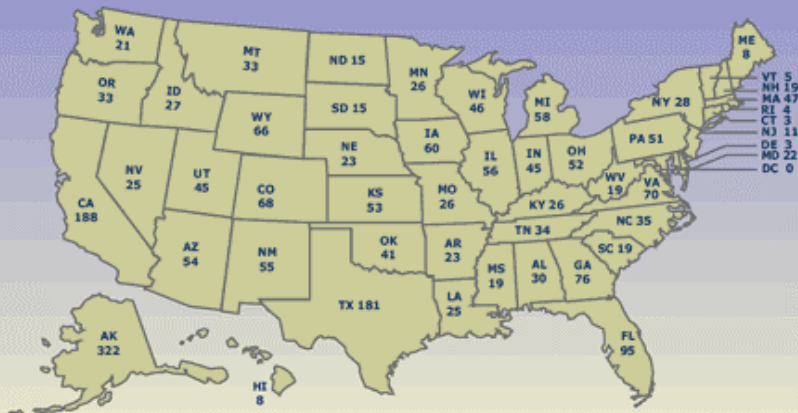 WA
21
MT
33
ND 15
MN
26
ME
8
OR
33
ID
27
WY
66
SD 15
WI
46
MI
58
NY 28
VT 5
NH 19
MA 47
RI 4
CT 3
NJ 11
DE 3
MD 22
DC 0
NV
25
UT
45
CO
68
NE
23
IA
60
IL
56
IN
45
OH
52
PA 51
WV
19
VA
70
CA
188
KS
53
MO
26
KY 26
NC 35
AZ
54
NM
55
OK
41
AR
23
TN 34
SC 19
MS
19
AL
30
GA
76
TX 181
LA
25
FL
95
AK
322
HI
8